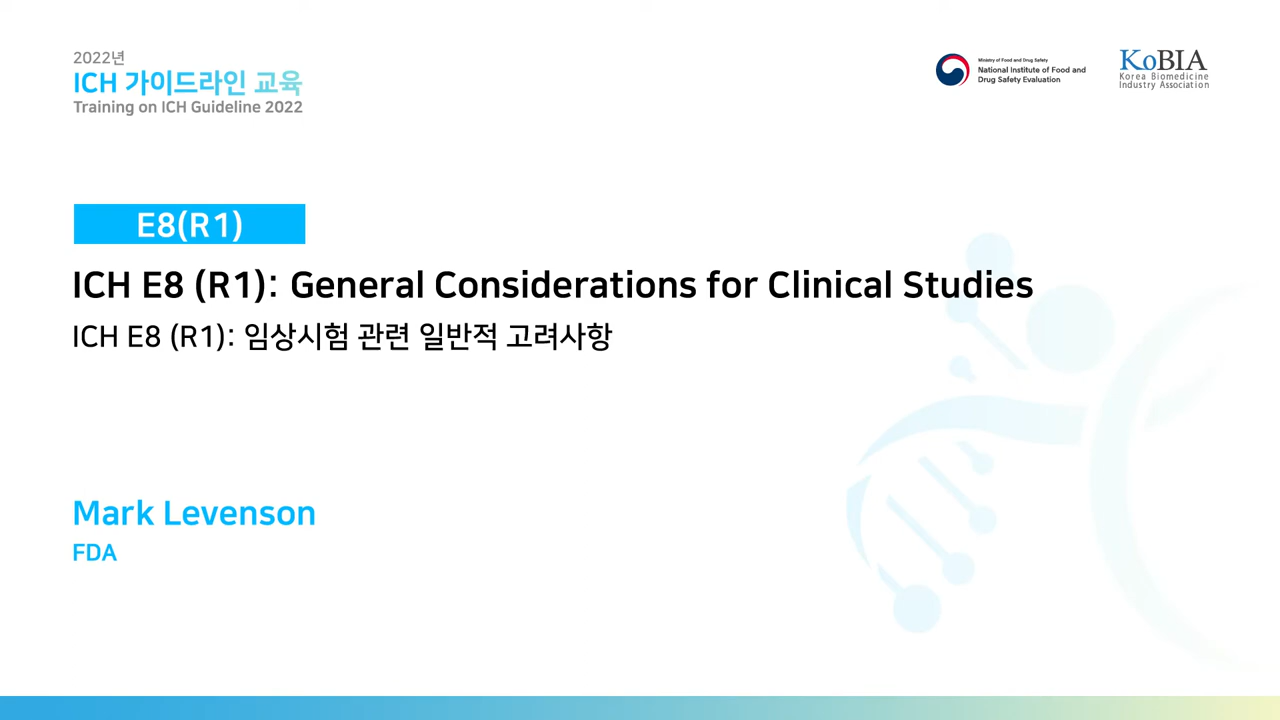 2022년
ICH 가이드라인 교육
Training on ICH Guideline 2022
Ministry of Food and Drug Safety
National Institute of Food and
Drug Safety Evaluation
KoBIA
Korea Biomedicine
Industry Association
E8(R1)
ICH E8 (R1): General Considerations for Clinical Studies
ICH E8 (R1): 임상시험 관련 일반적 고려사항
Mark Levenson
FDA